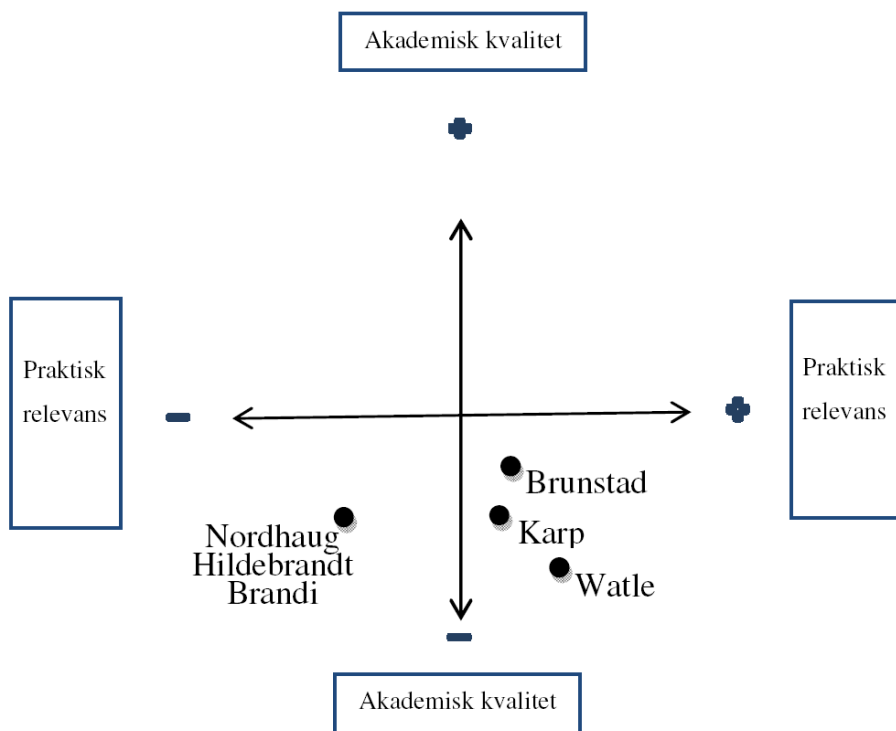 Akademisk kvalitet
Praktisk
relevans
Praktisk
relevans
Brunstad
Karp
Nordhaug
Hildebrandt
Brandi
Watle
Akademisk kvalitet